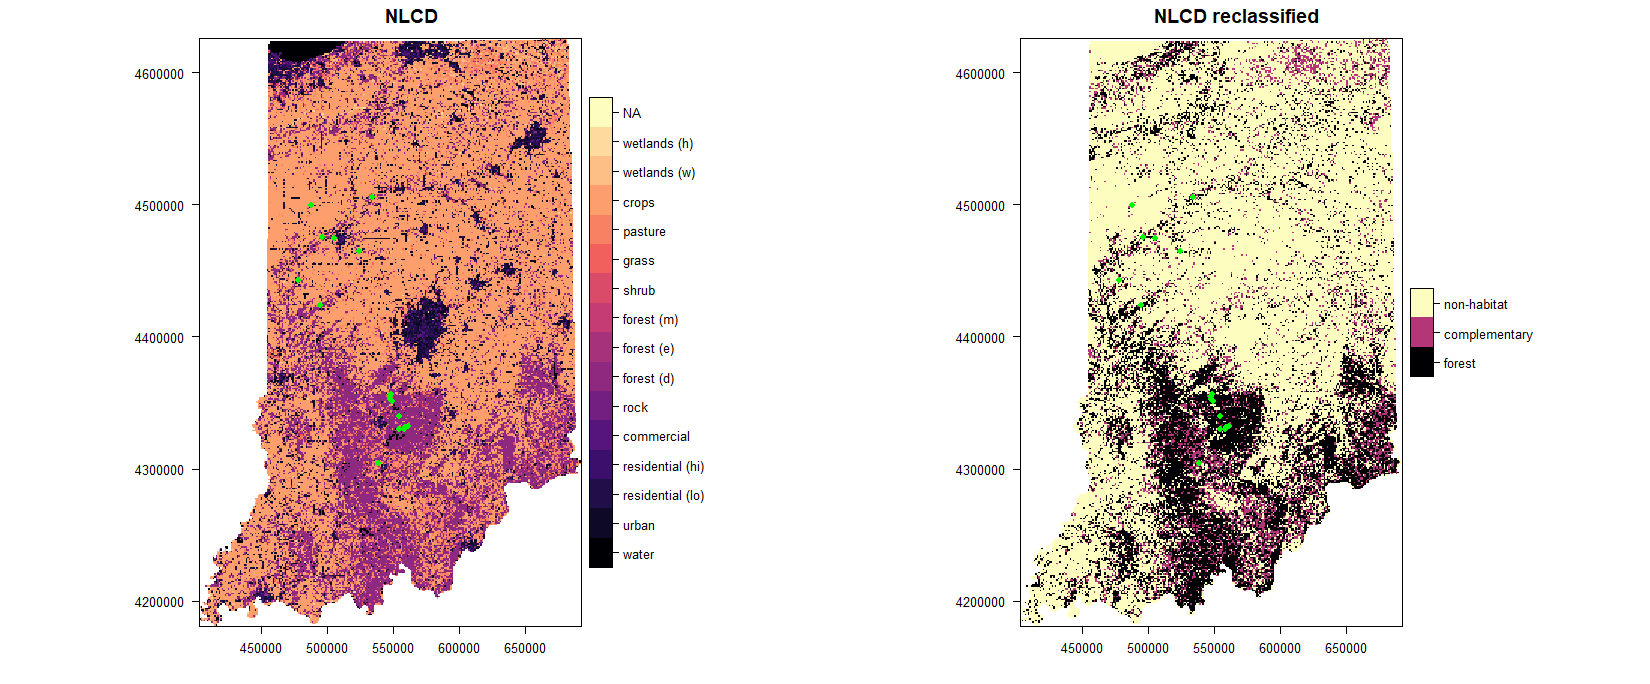 NLCD
4600000
4500000
4400000
4300000
4200000
450000 500000 550000 600000 650000
NA
wetlands (h)
wetlands (w)
crops
pasture
grass
shrub
forest (m)
forest (e)
forest (d)
rock
commercial
residential (hi)
residential (lo)
urban
water
NLCD reclassified
4600000
4500000
4400000
4300000
4200000
450000 500000 550000 600000 650000
non-habitat
complementary
forest